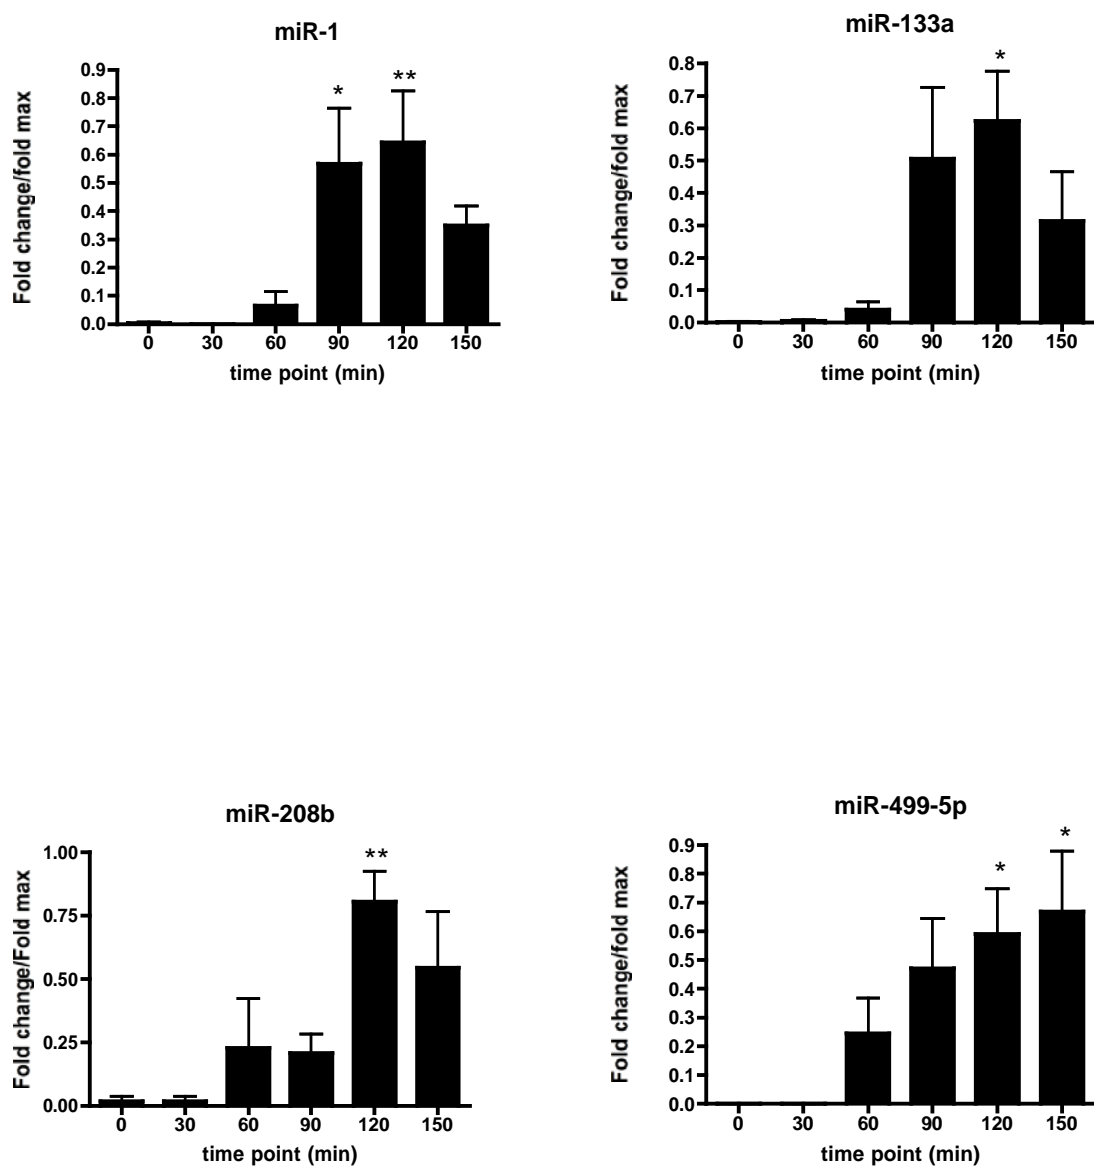 miR-1
Fold change/fold max
0.9
0.8
0.7
0.6
0.5
0.4
0.3
0.2
0.1
0.0
*
**
0 30 60 90 120 150
time point (min)
miR-133a
Fold change/fold max
0.8
0.7
0.6
0.5
0.4
0.3
0.2
0.1
0.0
*
0 30 60 90 120 150
time point (min)
miR-208b
Fold change/Fold max
1.00
0.75
0.50
0.25
0.00
**
0 30 60 90 120 150
time point (min)
miR-499-5p
Fold change/fold max
0.9
0.8
0.7
0.6
0.5
0.4
0.3
0.2
0.1
0.0
*
*
0 30 60 90 120 150
time point (min)